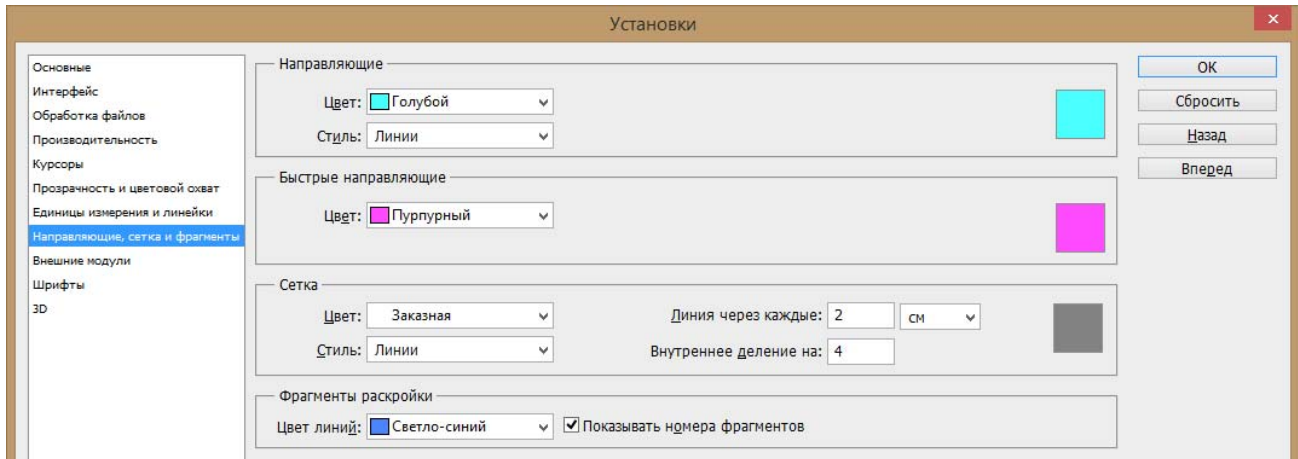 Установки
Основные
Интерфейс
Обработка файлов
Производительность
Курсоры
Прозрачность и цветовой охват
Единицы измерения и линейки
Направляющие, сетка и фрагменты
Внешние модули
Шрифты
3D
Направляющие
Цвет: Голубой
Стиль: Линии
Быстрые направляющие
Цвет: Пурпурный
Сетка
Цвет: Заказная Линия через каждые: 2 см
Стиль: Линии Внутреннее деление на: 4
Фрагменты раскройки
Цвет линий: Светло-синий Показывать номера фрагментов
OK
Сбросить
Назад
Вперед